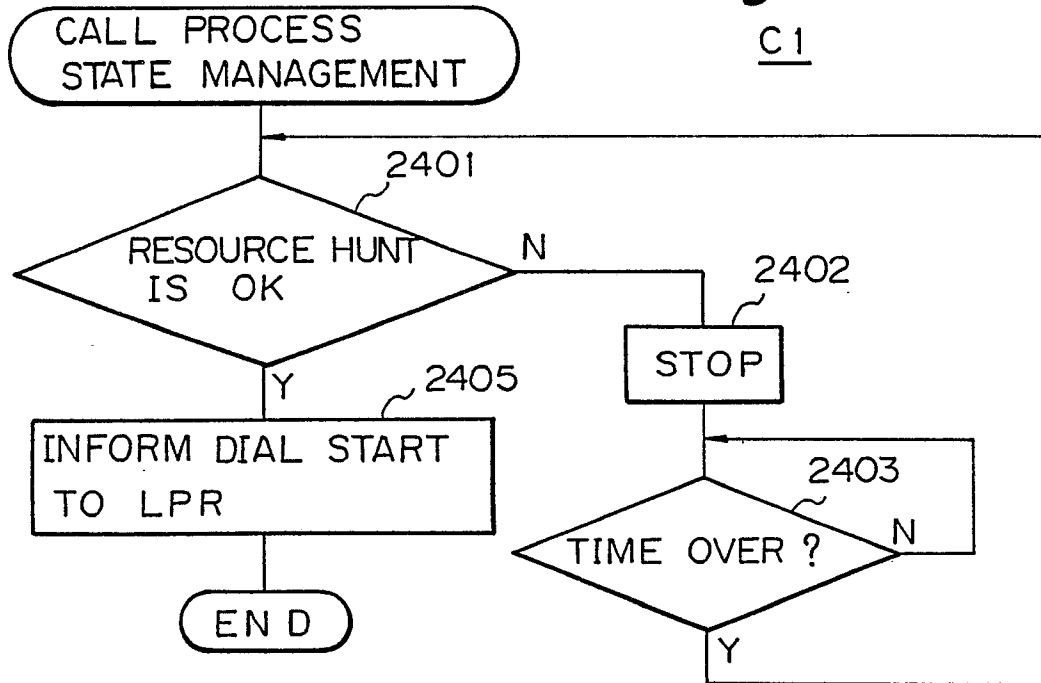 CALL PROCESS
STATE MANAGEMENT
C1
2401
RESOURCE HUNT
IS OK
N
2402
STOP
Y
2405
INFORM DIAL START
TO LPR
2403
TIME OVER?
N
END
Y